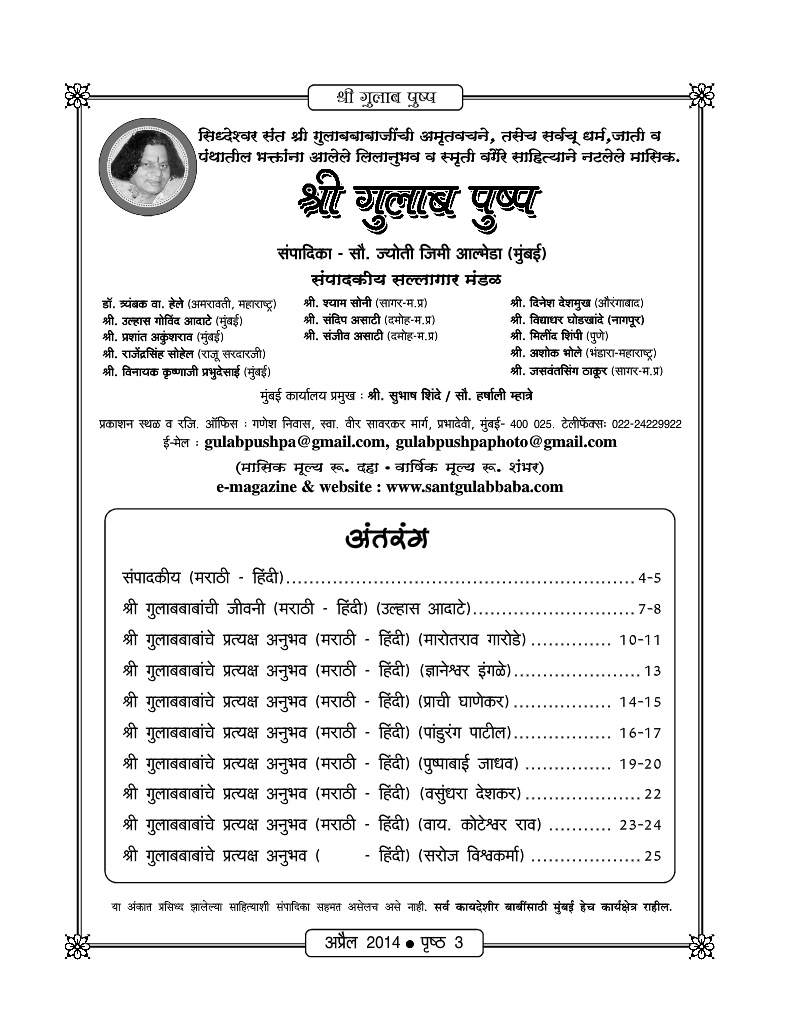 श्री गुलाब पुष्प
सिध्देश्वर संत श्री गुलाबबाबाजींची अमृतवचने, तसेच सर्वच् धर्म,जाती व
पंथातील भक्तांना आलेले लिलानुभव व स्मृती वगैरे साहित्याने नटलेले मासिक.
श्री गुलाब पुष्प
संपादिका - सौ. ज्योती जिमी आल्मेडा (मुंबई)
संपादकीय सल्लागार मंडळ
डॉ. त्र्यंबक वा. हेले (अमरावती, महाराष्ट्र) श्री. श्याम सोनी (सागर-म.प्र) श्री. दिनेश देशमुख (औरंगाबाद)
श्री. उल्हास गोविंद आदाटे (मुंबई) श्री. संदिप असाटी (दमोह-म.प्र) श्री. विद्याधर घोडखांदे (नागपूर)
श्री. प्रशांत अकुंशराव (मुंबई) श्री. संजीव असाटी (दमोह-म.प्र) श्री. मिलींद शिंपी (पुणे)
श्री. राजेंद्रसिंह सोहेल (राजू सरदारजी) श्री. अशोक भोले (भंडारा-महाराष्ट्र)
श्री. विनायक कृष्णाजी प्रभुदेसाई (मुंबई) श्री. जसवंतसिंग ठाकूर (सागर-म.प्र)
मुंबई कार्यालय प्रमुख : श्री. सुभाष शिंदे / सौ. हर्षाली म्हात्रे
प्रकाशन स्थळ व रजि. ऑफिस : गणेश निवास, स्वा. वीर सावरकर मार्ग, प्रभादेवी, मुंबई- 400 025. टेलीफॅक्सः 022-24229922
ई-मेल : gulabpushpa@gmail.com, gulabpushpaphoto@gmail.com
(मासिक मूल्य रू. दहा • वार्षिक मूल्य रू. शंभर)
e-magazine & website : www.santgulabbaba.com
अंतरंग
संपादकीय (मराठी - हिंदी)............................................................ 4-5
श्री गुलाबबाबांची जीवनी (मराठी - हिंदी) (उल्हास आदाटे)............................ 7-8
श्री गुलाबबाबांचे प्रत्यक्ष अनुभव (मराठी - हिंदी) (मारोतराव गारोडे) .............. 10-11
श्री गुलाबबाबांचे प्रत्यक्ष अनुभव (मराठी - हिंदी) (ज्ञानेश्वर इंगळे)...................... 13
श्री गुलाबबाबांचे प्रत्यक्ष अनुभव (मराठी - हिंदी) (प्राची घाणेकर)................. 14-15
श्री गुलाबबाबांचे प्रत्यक्ष अनुभव (मराठी - हिंदी) (पांडुरंग पाटील)................. 16-17
श्री गुलाबबाबांचे प्रत्यक्ष अनुभव (मराठी - हिंदी) (पुष्पाबाई जाधव) ............... 19-20
श्री गुलाबबाबांचे प्रत्यक्ष अनुभव (मराठी - हिंदी) (वसुंधरा देशकर).................... 22
श्री गुलाबबाबांचे प्रत्यक्ष अनुभव (मराठी - हिंदी) (वाय. कोटेश्वर राव) ........... 23-24
श्री गुलाबबाबांचे प्रत्यक्ष अनुभव ( - हिंदी) (सरोज विश्वकर्मा) ................... 25
या अंकात प्रसिध्द झालेल्या साहित्याशी संपादिका सहमत असेलच असे नाही. सर्व कायदेशीर बाबींसाठी मुंबई हेच कार्यक्षेत्र राहील.
अप्रैल 2014 ● पृष्ठ 3